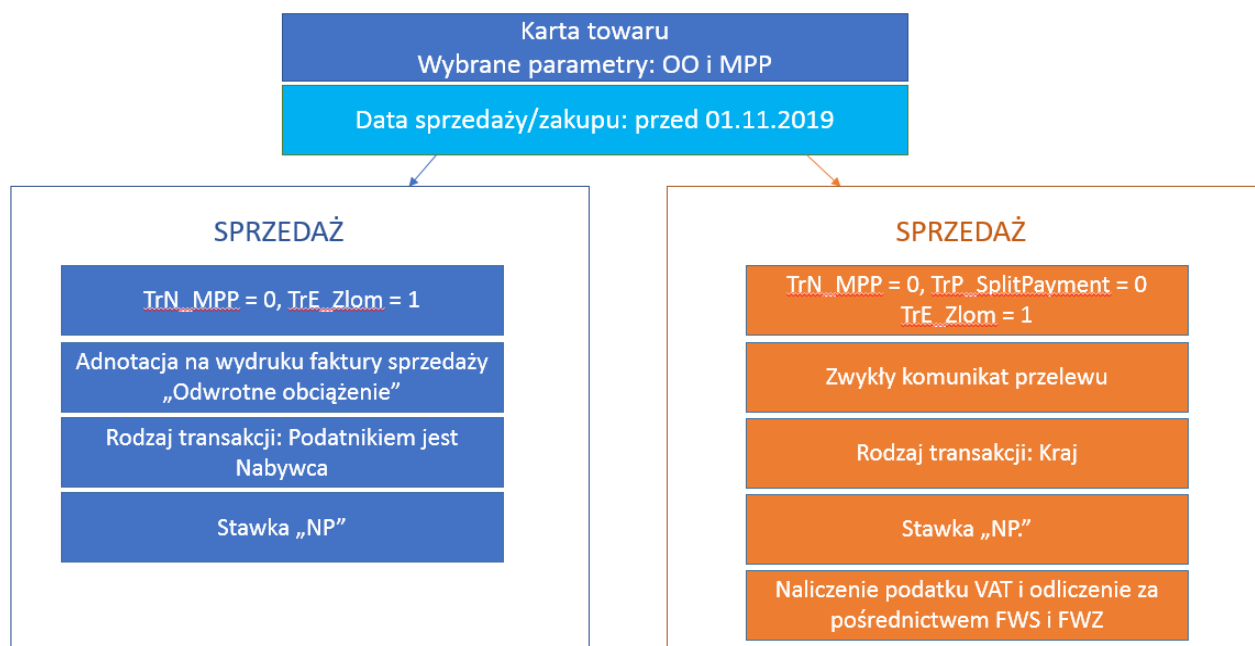 Karta towaru
Wybrane parametry: OO i MPP
Data sprzedaży/zakupu: przed 01.11.2019
SPRZEDAŻ
TrN_MPP = 0, TrE_Zlom = 1
Adnotacja na wydruku faktury sprzedaży
„Odwrotne obciążenie”
Rodzaj transakcji: Podatnikiem jest
Nabywca
Stawka „NP”
SPRZEDAŻ
TrN_MPP = 0, TrP_SplitPayment = 0
TrE_Zlom = 1
Zwykły komunikat przelewu
Rodzaj transakcji: Kraj
Stawka „NP.”
Naliczenie podatku VAT i odliczenie za
pośrednictwem FWS i FWZ